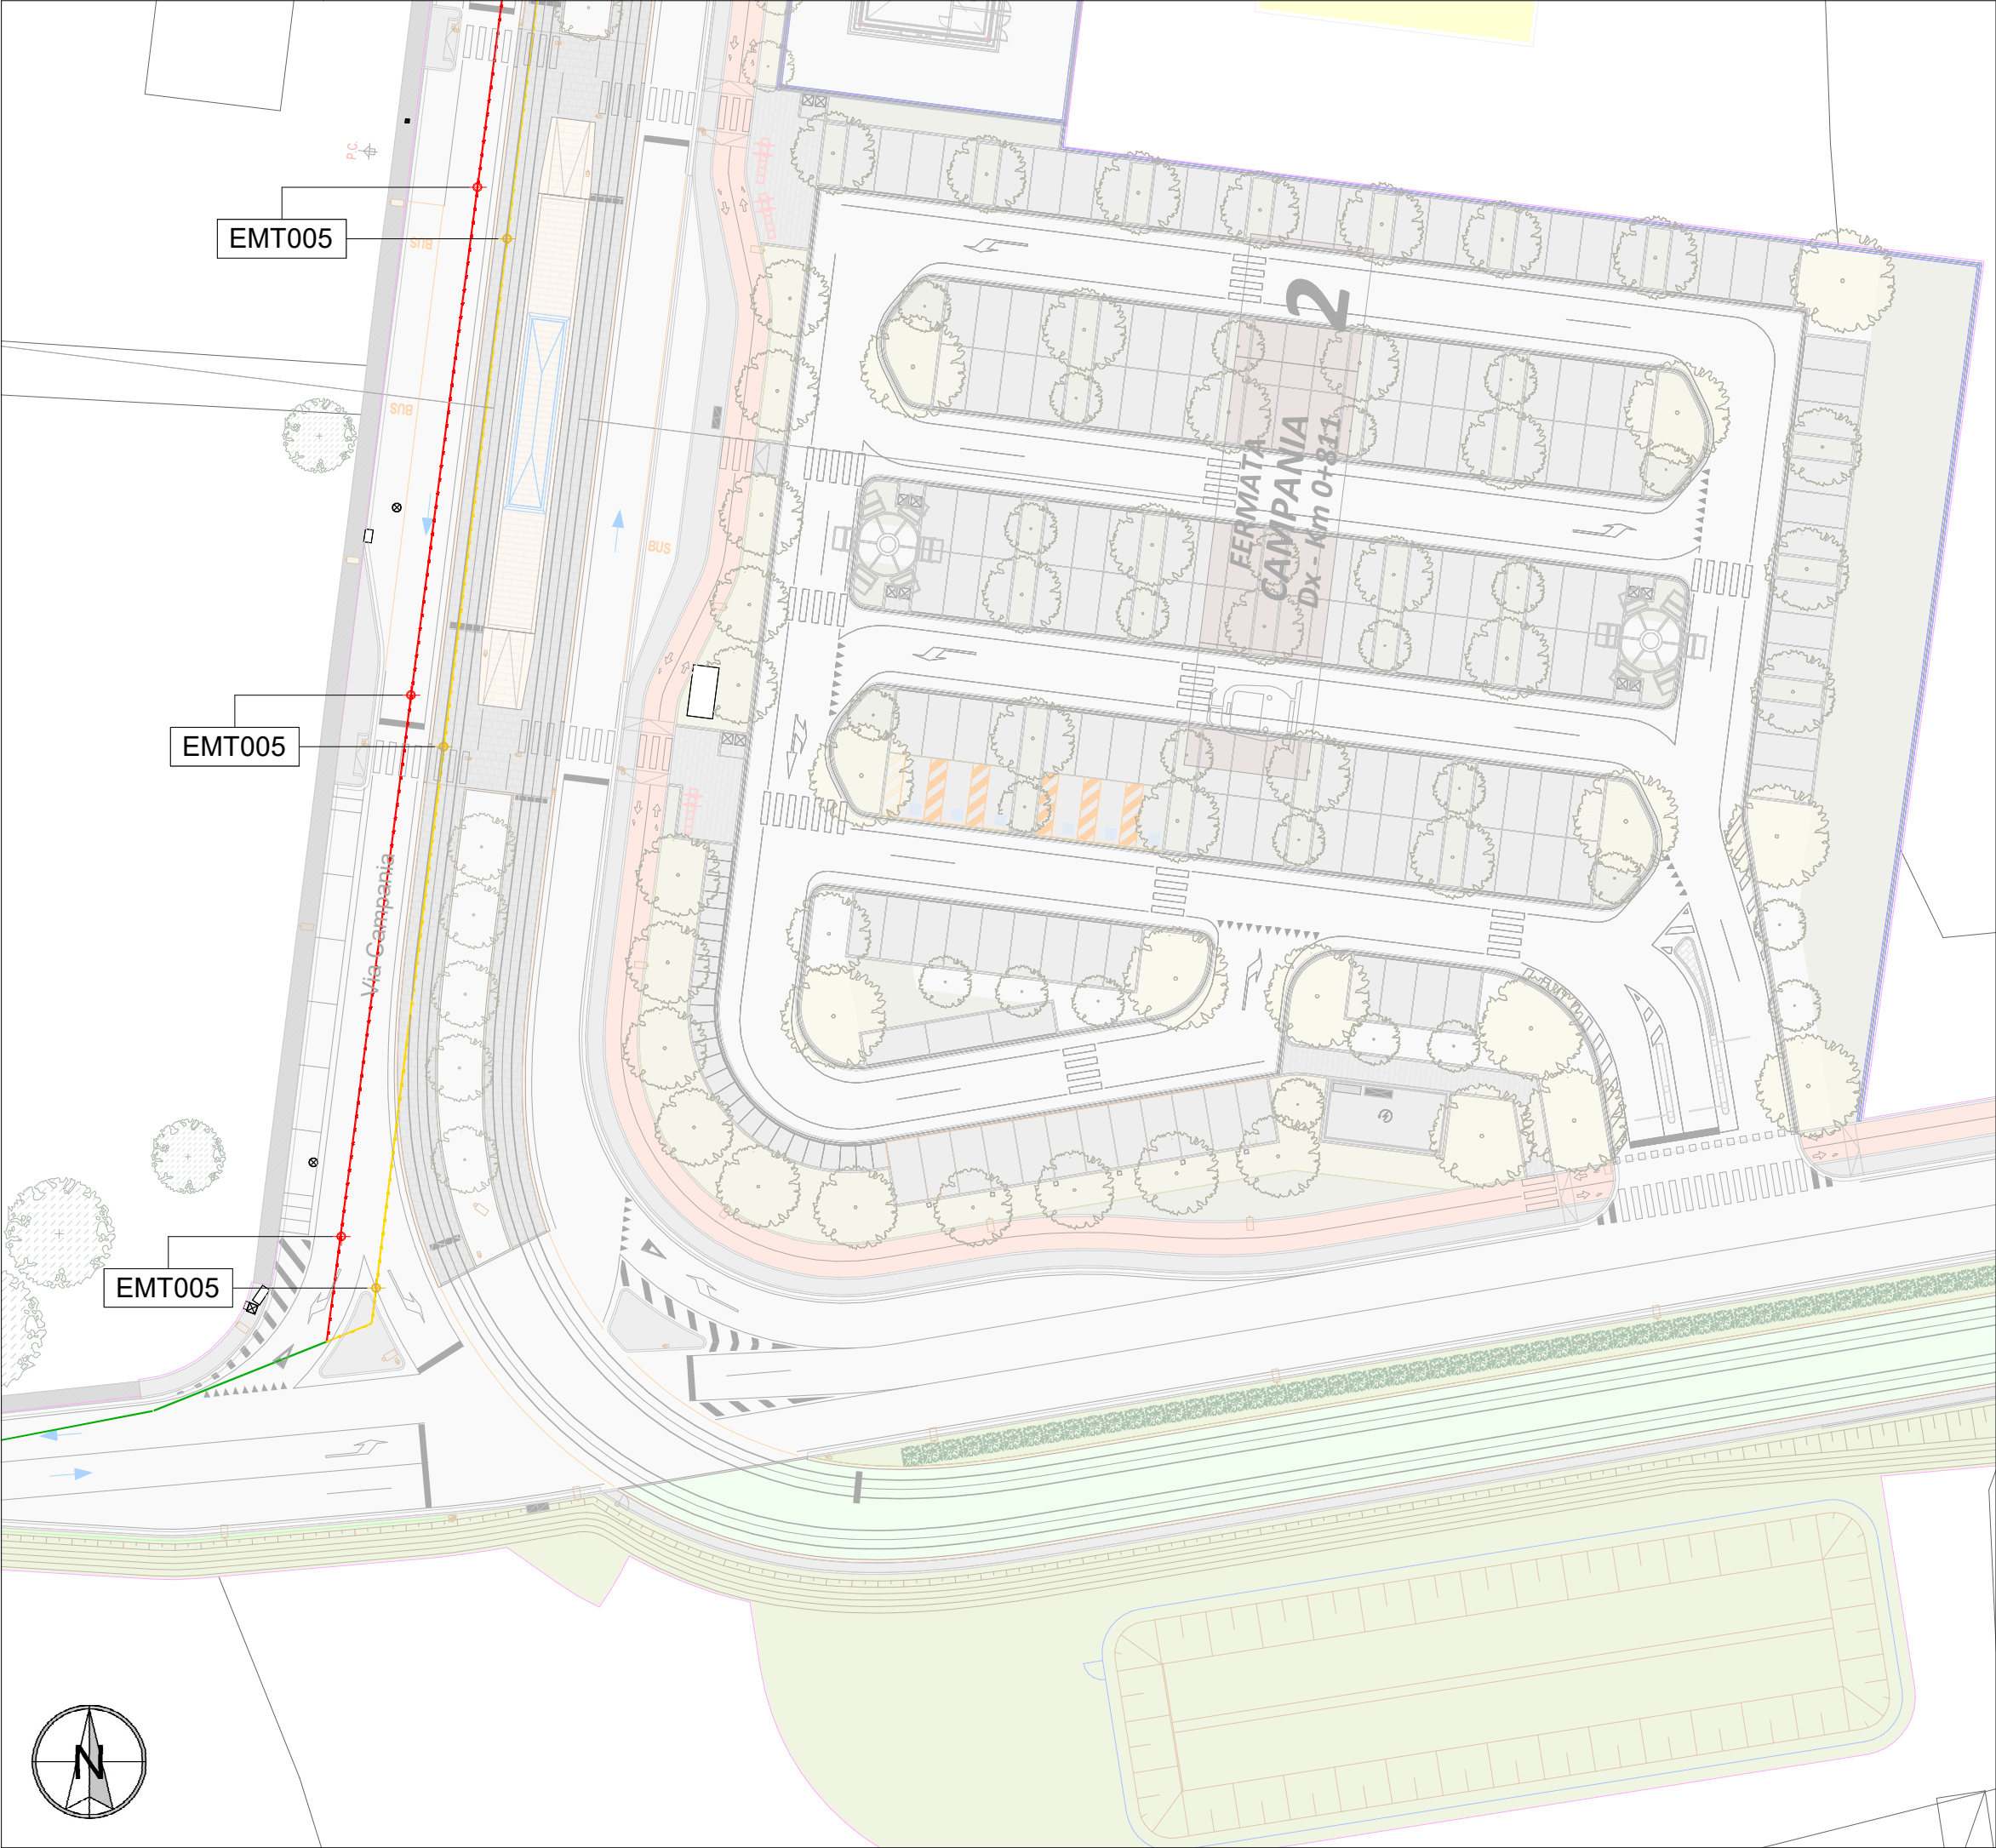 P.C.
EMT005
BUS
BUS
BUS
2
FERMATA
CAMPANIA
Dx - Km 0+811
EMT005
Via Campania
EMT005
N